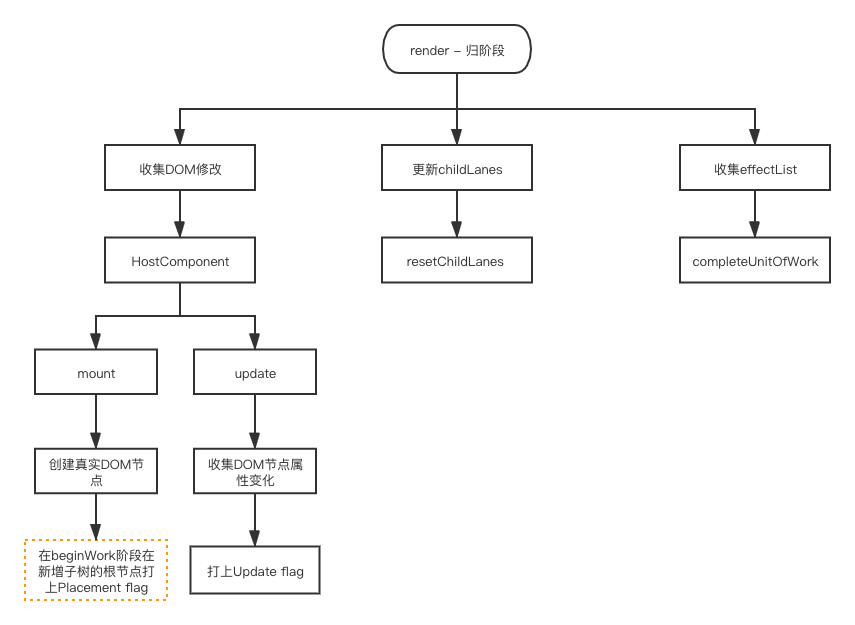 render - 归阶段
收集DOM修改
更新childLanes
收集effectList
HostComponent
resetChildLanes
completeUnitOfWork
mount
update
创建真实DOM节
点
收集DOM节点属
性变化
在beginWork阶段在
新增子树的根节点打
上Placement flag
打上Update flag